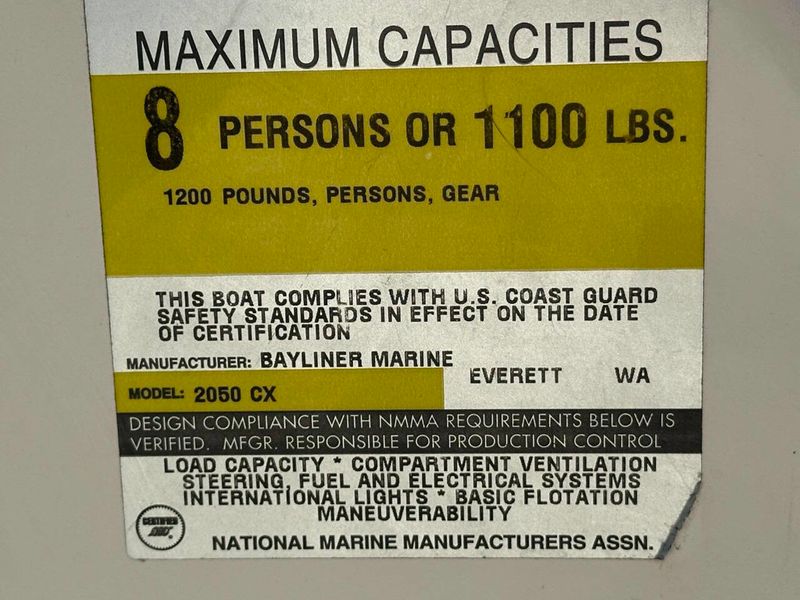 MAXIMUM CAPACITIES
8 PERSONS OR 1100 LBS.
1200 POUNDS, PERSONS, GEAR
THIS BOAT COMPLIES WITH U.S. COAST GUARD
SAFETY STANDARDS IN EFFECT ON THE DATE
OF CERTIFICATION
MANUFACTURER: BAYLINER MARINE
EVERETT WA
MODEL: 2050 CX
DESIGN COMPLIANCE WITH NMMA REQUIREMENTS BELOW IS
VERIFIED. MFGR. RESPONSIBLE FOR PRODUCTION CONTROL
LOAD CAPACITY * COMPARTMENT VENTILATION
STEERING, FUEL AND ELECTRICAL SYSTEMS
INTERNATIONAL LIGHTS * BASIC FLOTATION
MANEUVERABILITY
CERTIFIED
NATIONAL MARINE MANUFACTURERS ASSN.